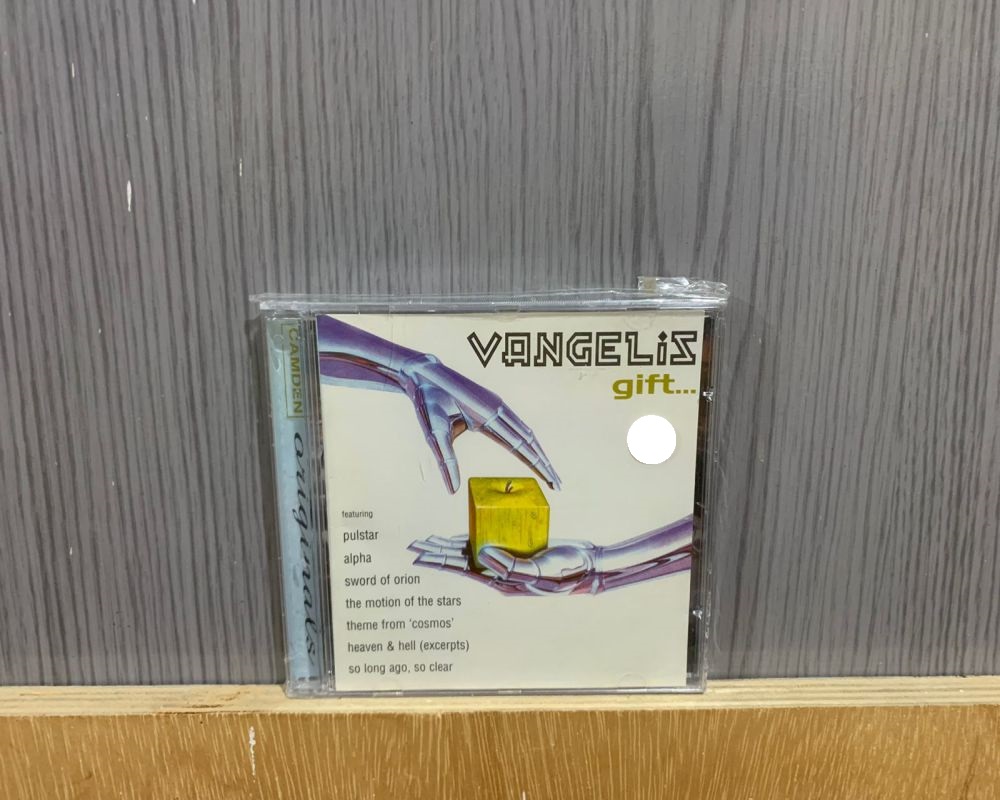 CAMDEN
originals
VANGELiS
gift...
featuring
pulstar
alpha
sword of orion
the motion of the stars
theme from 'cosmos'
heaven & hell (excerpts)
so long ago, so clear